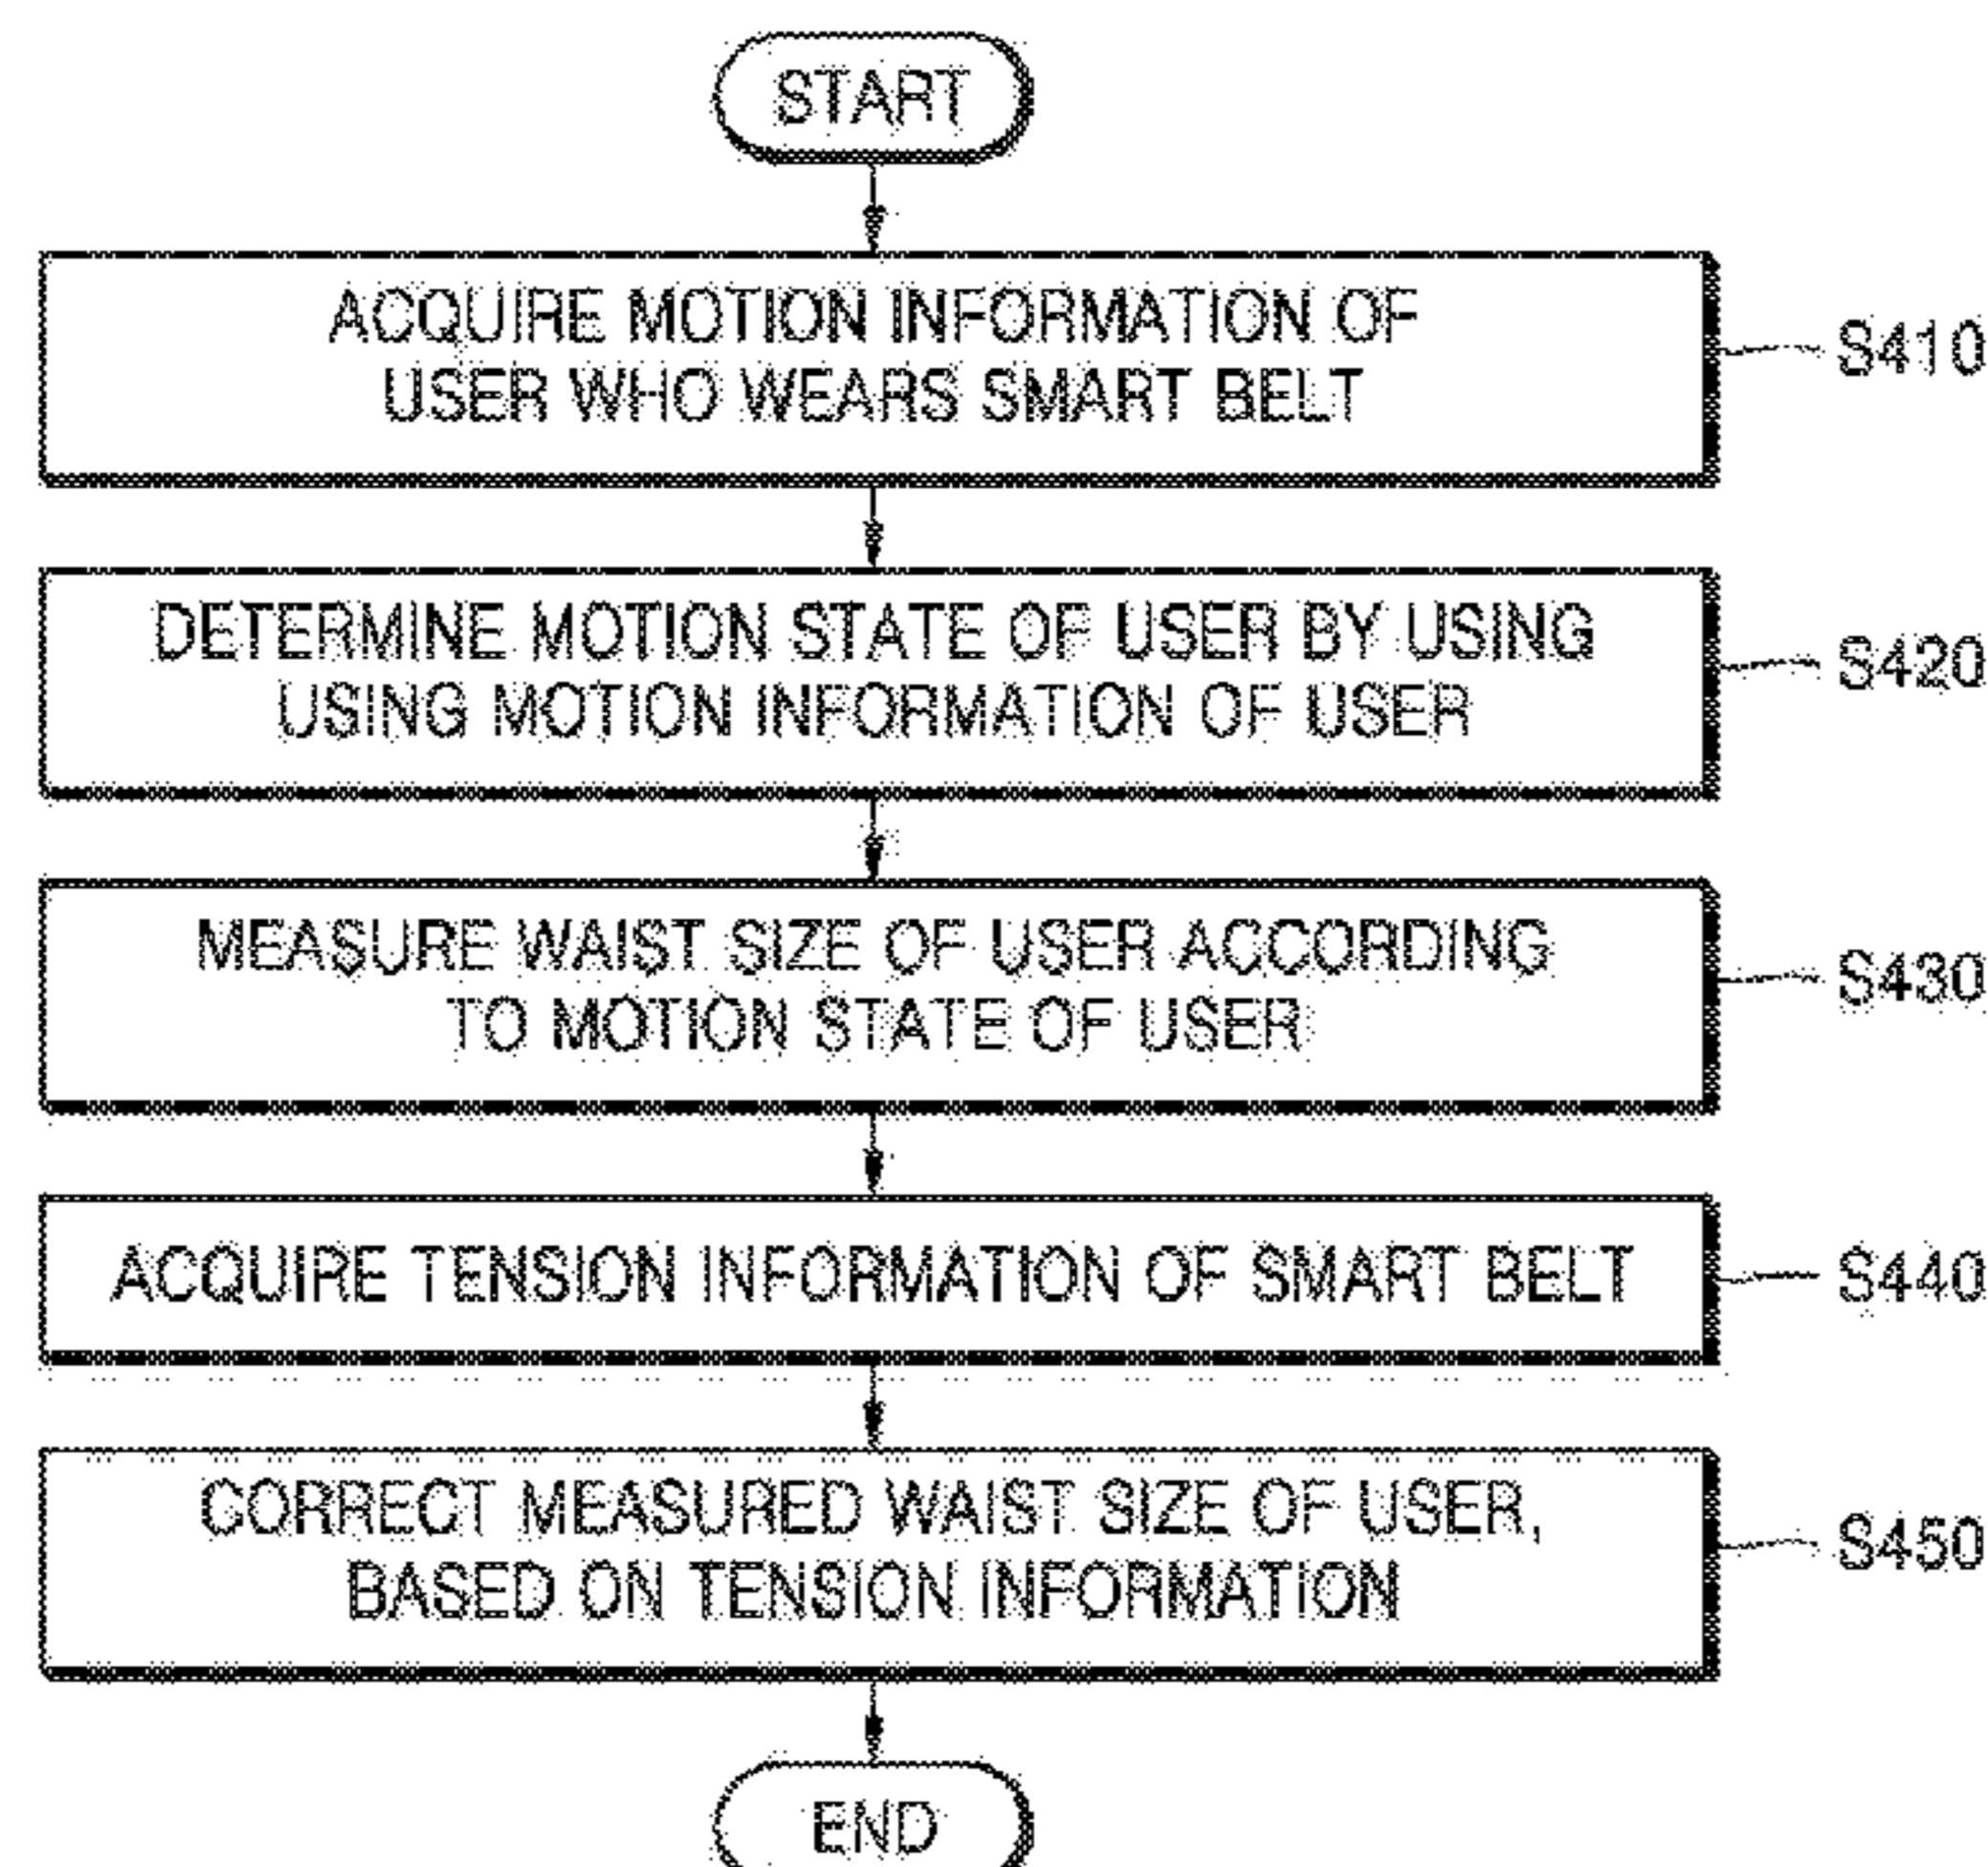 START
ACQUIRE MOTION INFORMATION OF
USER WHO WEARS SMART BELT
S410
DETERMINE MOTION STATE OF USER BY USING
USING MOTION INFORMATION OF USER
S420
MEASURE WAIST SIZE OF USER ACCORDING
TO MOTION STATE OF USER
S430
ACQUIRE TENSION INFORMATION OF SMART BELT
S440
CORRECT MEASURED WAIST SIZE OF USER,
BASED ON TENSION INFORMATION
S450
END